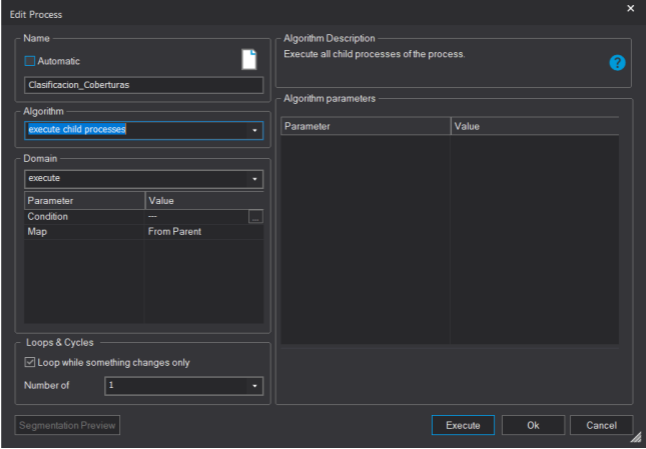 Edit Process
×
Name
Automatic
Clasificacion_Coberturas
Algorithm
execute child processes
Domain
execute
Parameter Value
Condition —
...
Map From Parent
Loops & Cycles
Loop while something changes only
Number of 1
Algorithm Description
Execute all child processes of the process.
?
Algorithm parameters
Parameter Value
Segmentation Preview
Execute Ok Cancel